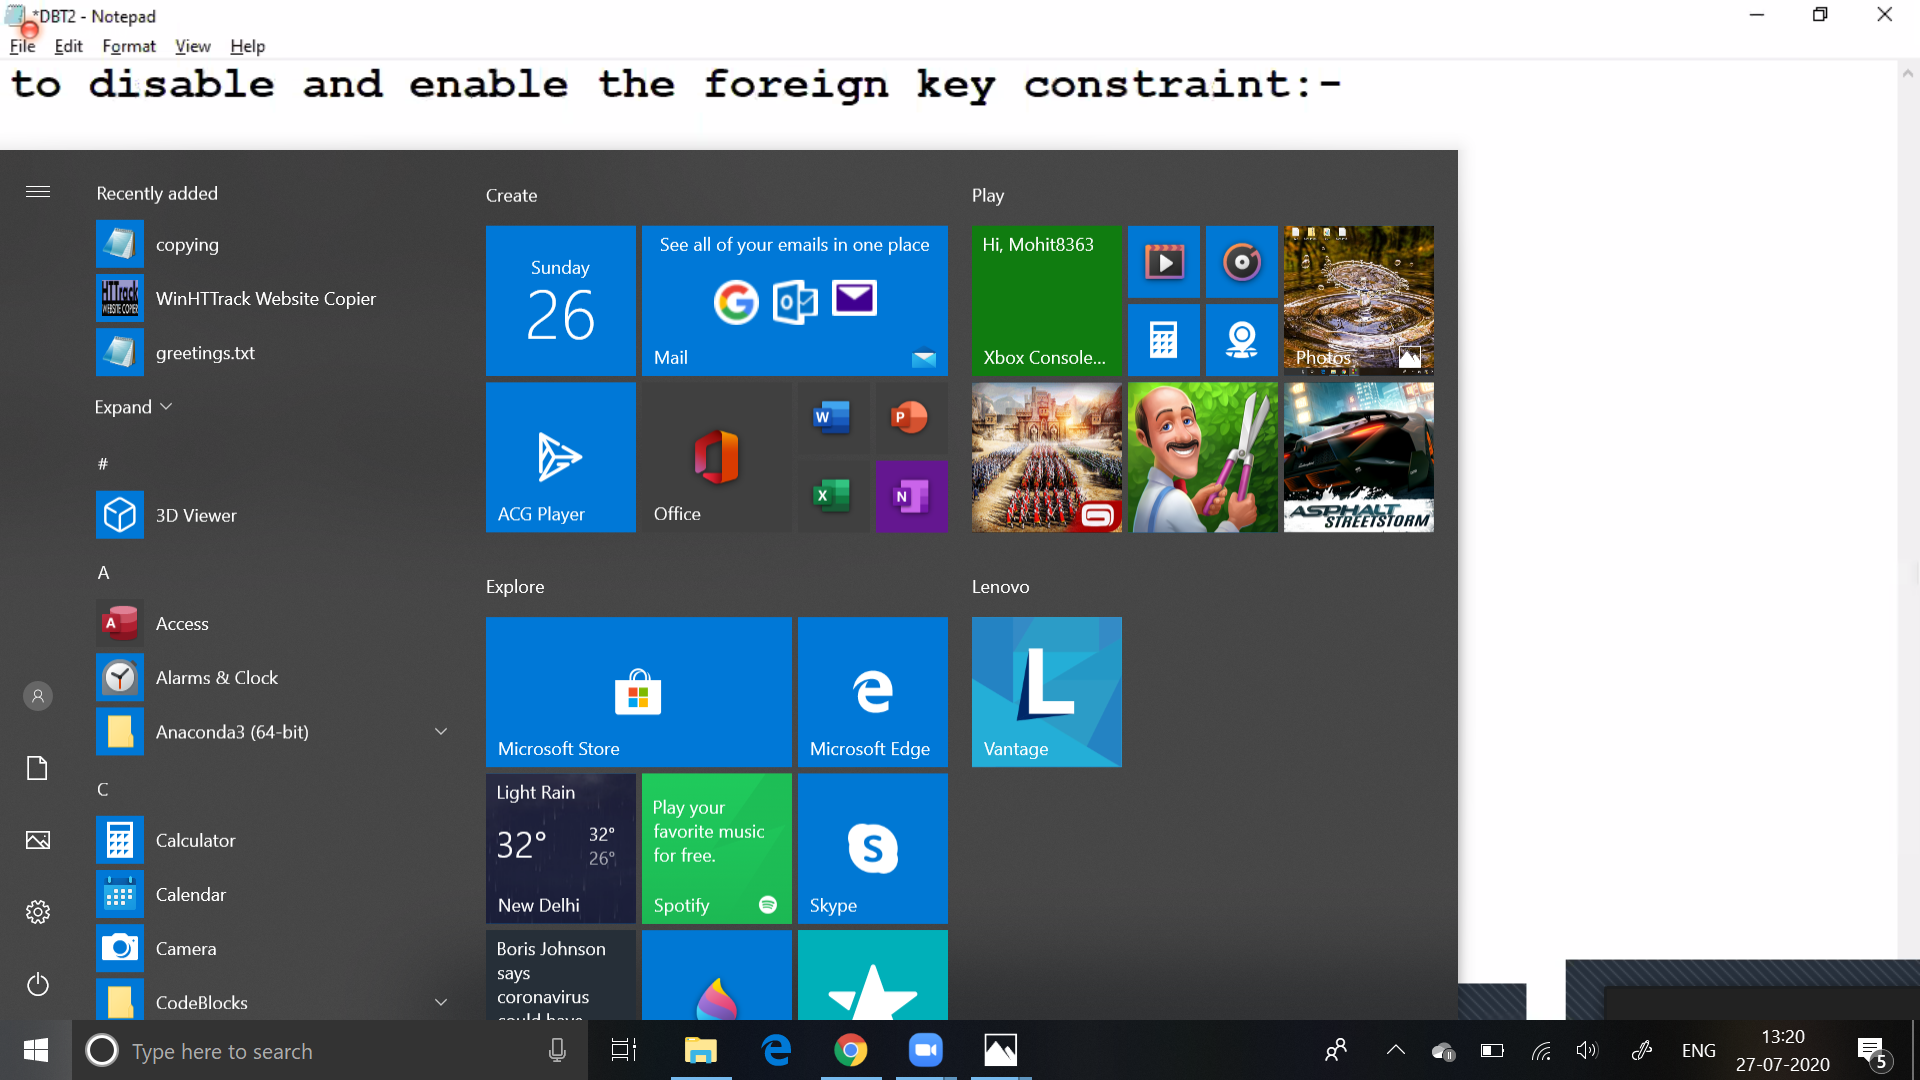 *DBT2 - Notepad
File Edit Format View Help
to disable and enable the foreign key constraint:-
Recently added
copying
WinHTTrack Website Copier
greetings.txt
Expand
#
3D Viewer
A
Access
Alarms & Clock
Anaconda3 (64-bit)
C
Calculator
Calendar
Camera
CodeBlocks
Create
Sunday
26
See all of your emails in one place
Mail
ACG Player
Office
Play
Hi, Mohit8363
Xbox Console...
Photos
ASPHALT
STREETSTORM
Explore
Microsoft Store
Microsoft Edge
Light Rain
32° 32°
26°
New Delhi
Play your
favorite music
for free.
Spotify
Skype
Boris Johnson
says
coronavirus
could have
Lenovo
Vantage
Type here to search
ENG
13:20
27-07-2020
5